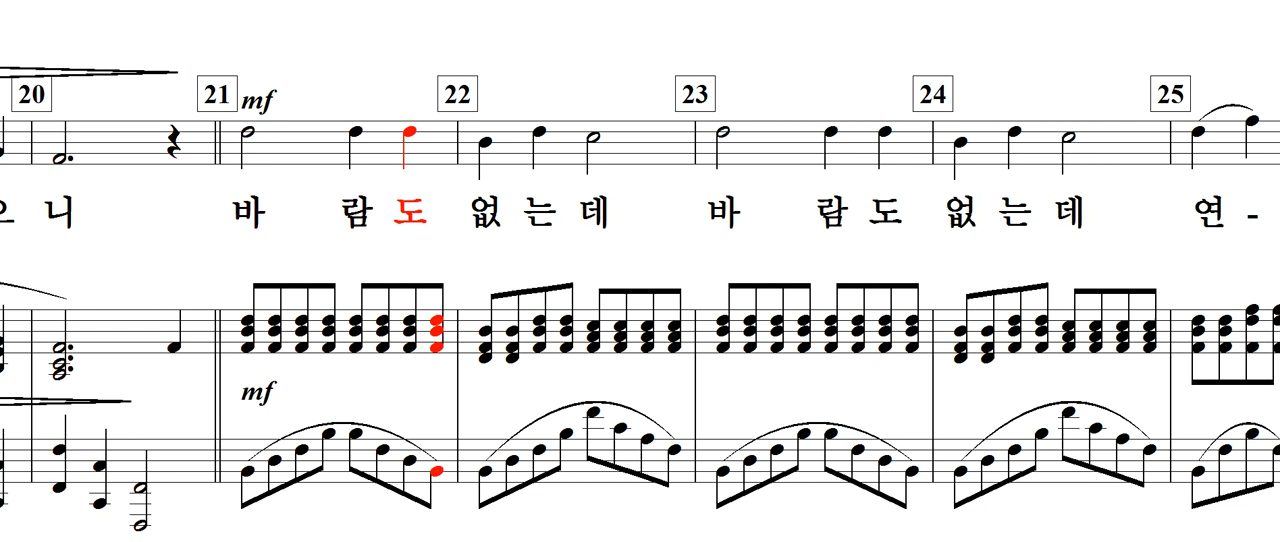 20 21 22 23 24 25
mf
니 바 람 도 없 는 데 바 람 도 없 는 데 연 -
mf